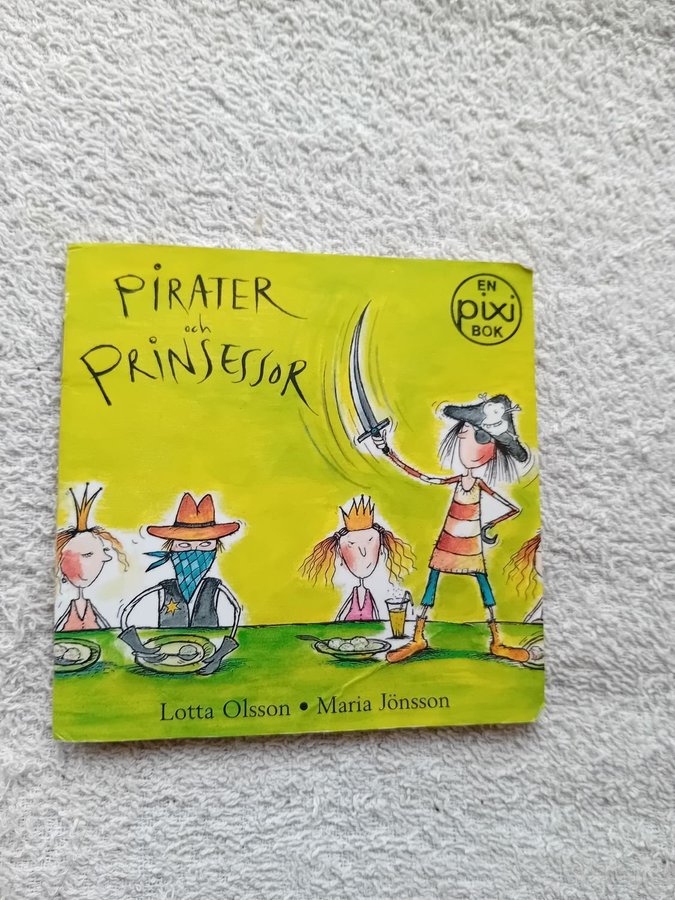 PIRATER
och
PRINSESSOR
EN
pixi
BOK
Lotta Olsson • Maria Jönsson